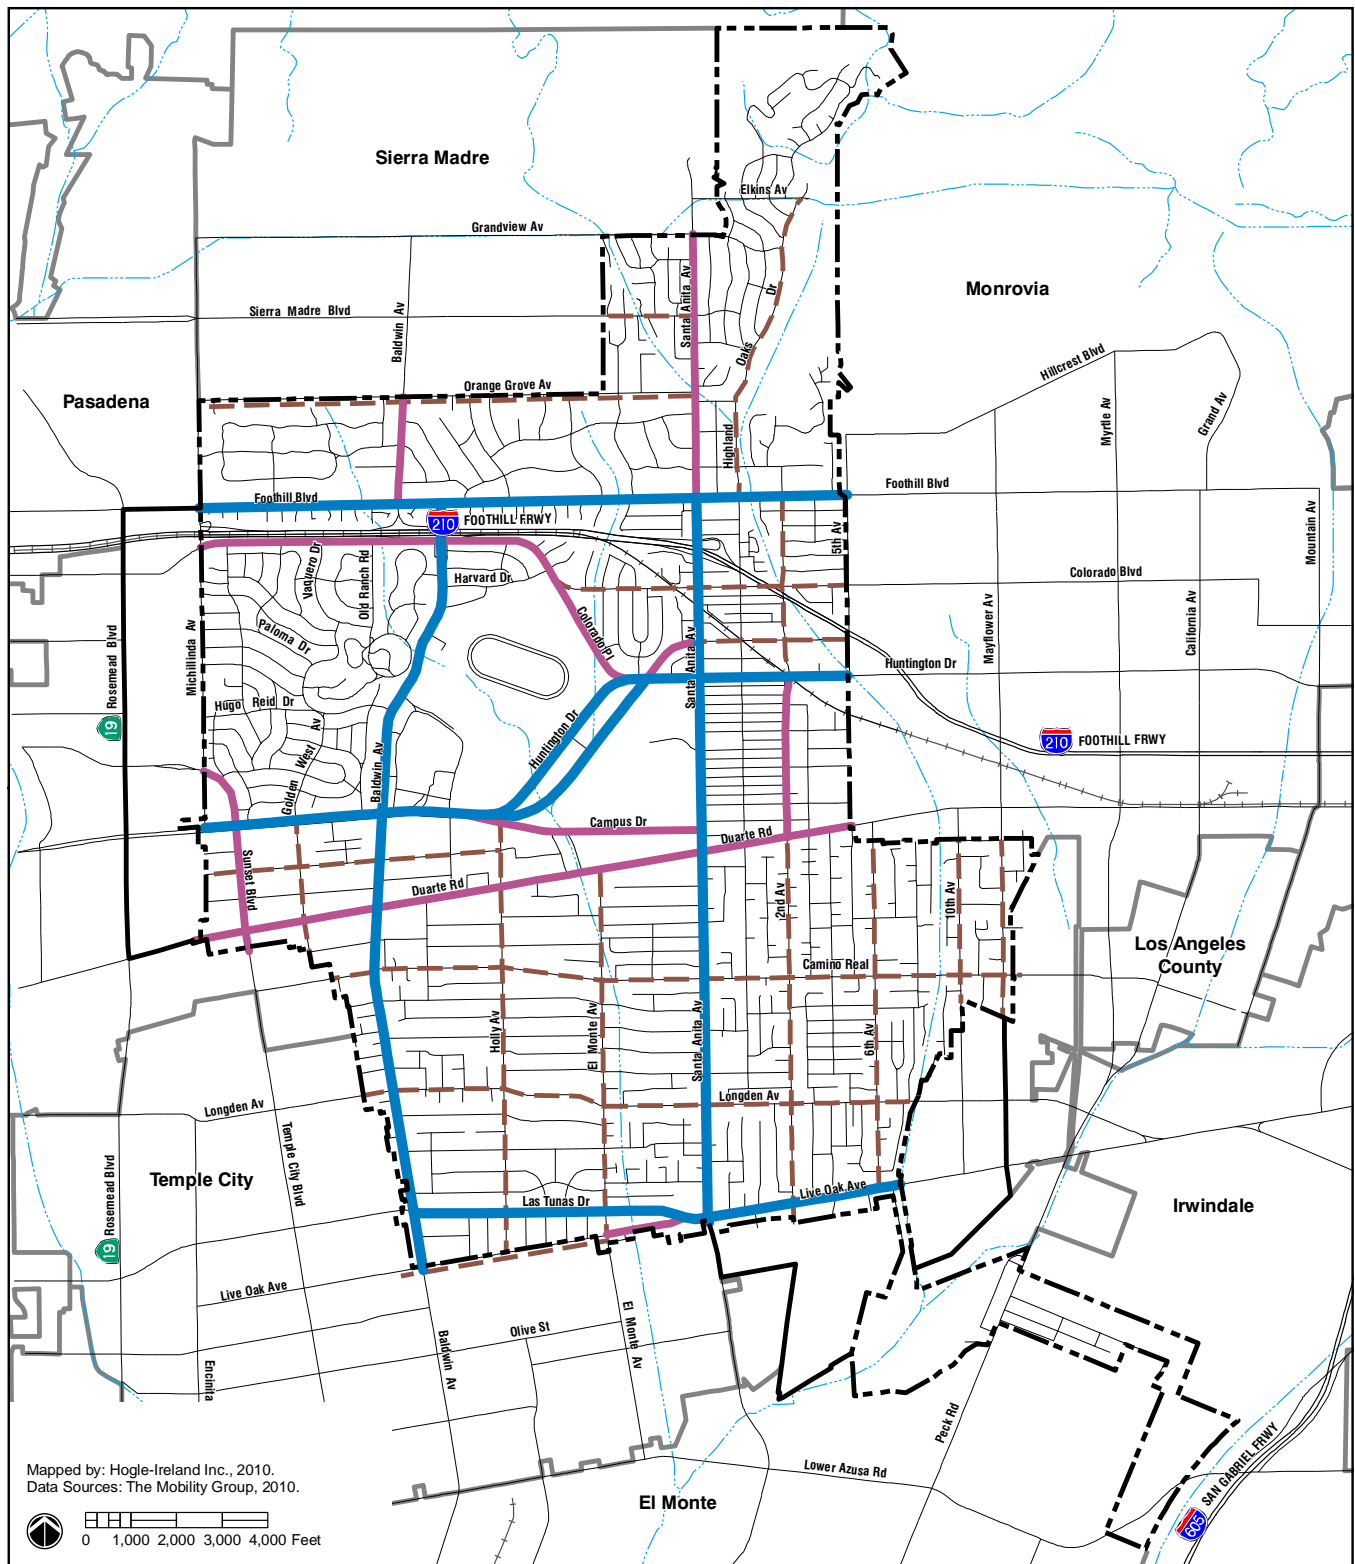 Sierra Madre
Elkins Av
Grandview Av
Monrovia
Santa Anita Av
Dr
Sierra Madre Blvd
Baldwin Av
Oaks
Hillcrest Blvd
Orange Grove Av
Pasadena
Myrtle Av
Grand Av
Highland
Foothill Blvd
Foothill Blvd
210 FOOTHILL FRWY
5th Av
Mountain Av
Vaquero Dr
Old Ranch Rd
Harvard Dr
Colorado Blvd
Colorado Pl
Mayflower Av
California Av
Paloma Dr
Rosemead Blvd
Michillinda Av
Santa Anita Av
Huntington Dr
Hugo Reid Dr
19
Golden West Av
Huntington Dr
210 FOOTHILL FRWY
Baldwin Av
Campus Dr
Duarte Rd
Sunset Blvd
Duarte Rd
2nd Av
10th Av
Los Angeles
County
Camino Real
Holly Av
El Monte Av
Santa Anita Av
6th Av
Longden Av
Longden Av
Temple City Blvd
Temple City
Rosemead Blvd
Las Tunas Dr
Live Oak Ave
Irwindale
19
Live Oak Ave
El Monte Av
Olive St
Baldwin Av
Encinita
Peck Rd
SAN GABRIEL FRWY
605
Lower Azusa Rd
El Monte
Mapped by: Hogle-Ireland Inc., 2010.
Data Sources: The Mobility Group, 2010.
0 1,000 2,000 3,000 4,000 Feet